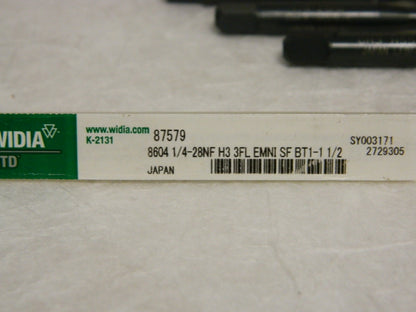 WIDIA
TD
www.widia.com
K-2131
87579
8604 1/4-28NF H3 3FL EMNI SF BT1-1 1/2
JAPAN
SY003171
2729305